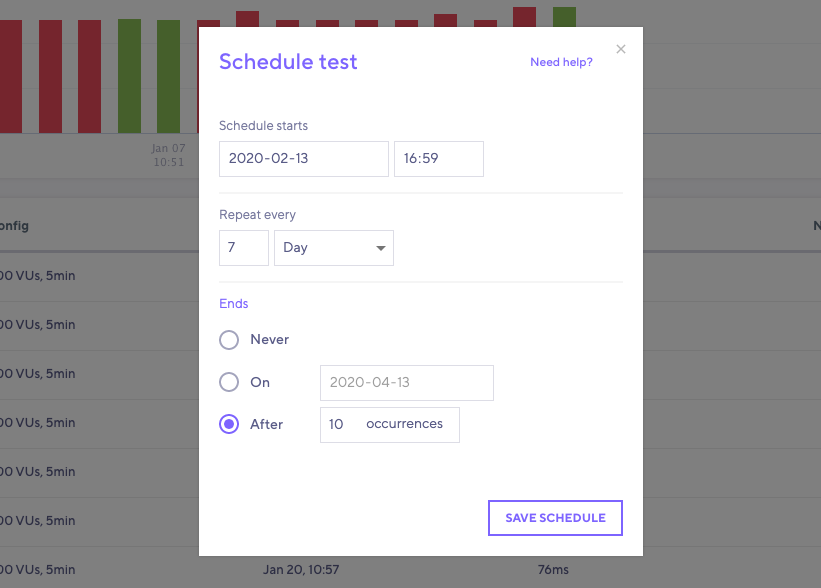 Schedule test
Need help?
×
Schedule starts
2020-02-13 16:59
Repeat every
7 Day
Ends
Never
On 2020-04-13
After 10 occurrences
SAVE SCHEDULE
Jan 07
10:51
onfig
N
00 VUs, 5min
00 VUs, 5min
00 VUs, 5min
00 VUs, 5min
00 VUs, 5min
00 VUs, 5min
00 VUs, 5min Jan 20, 10:57 76ms